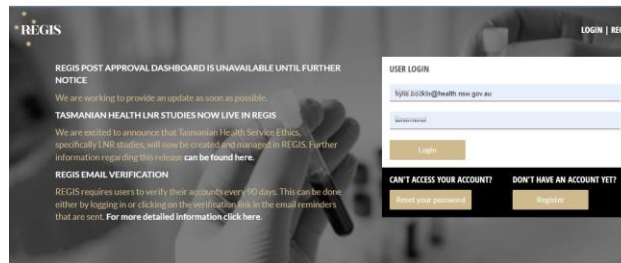 REGIS
LOGIN | RE
REGIS POST APPROVAL DASHBOARD IS UNAVAILABLE UNTIL FURTHER
NOTICE
We are working to provide an update as soon as possible.
TASMANIAN HEALTH LNR STUDIES NOW LIVE IN REGIS
We are excited to announce that Tasmanian Health Service Ethics,
specifically LNR studies, will now be created and managed in REGIS. Further
information regarding this release can be found here.
REGIS EMAIL VERIFICATION
REGIS requires users to verify their accounts every 90 days. This can be done
either by logging in or clicking on the verification link in the email reminders
that are sent. For more detailed information click here.
USER LOGIN
@health.nsw.gov.au
Login
CAN'T ACCESS YOUR ACCOUNT?
Reset your password
DON'T HAVE AN ACCOUNT YET?
Register